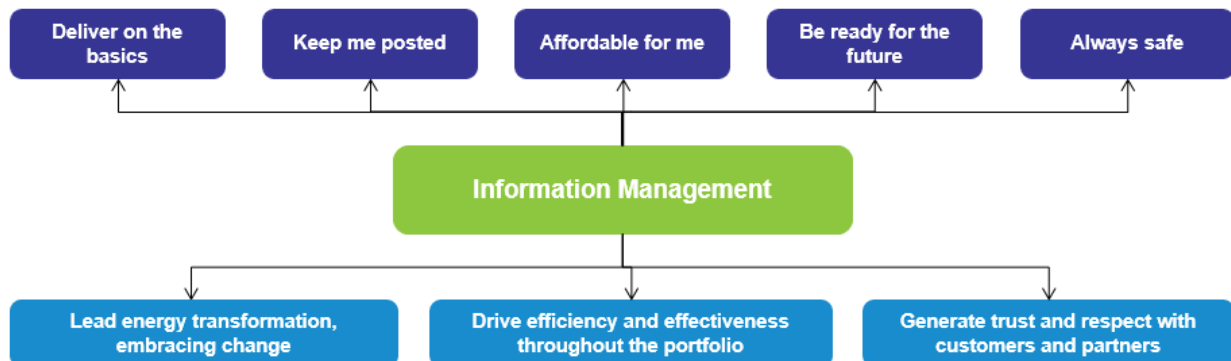 Deliver on the
basics
Keep me posted
Affordable for me
Be ready for the
future
Always safe
Information Management
Lead energy transformation,
embracing change
Drive efficiency and effectiveness
throughout the portfolio
Generate trust and respect with
customers and partners